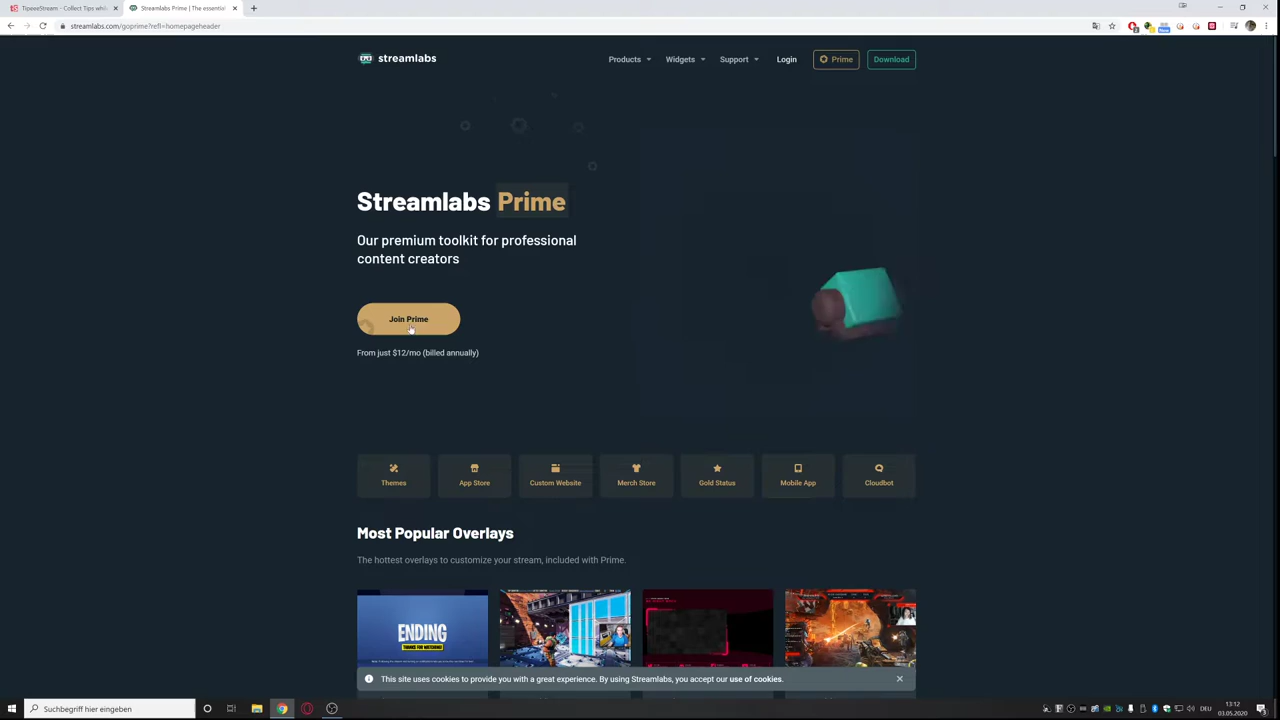 TipeeeStream - Collect Tips whi
Streamlabs Prime | The essentia
streamlabs.com/goprime?refl=homepageheader
streamlabs
Products
Widgets
Support
Login
Prime
Download
Streamlabs Prime
Our premium toolkit for professional
content creators
Join Prime
From just $12/mo (billed annually)
Themes
App Store
Custom Website
Merch Store
Gold Status
Mobile App
Cloudbot
Most Popular Overlays
The hottest overlays to customize your stream, included with Prime.
ENDING
THANKS FOR WATCHING!
This site uses cookies to provide you with a great experience. By using Streamlabs, you accept our use of cookies.
Suchbegriff hier eingeben
DEU
13:12
03.05.2020